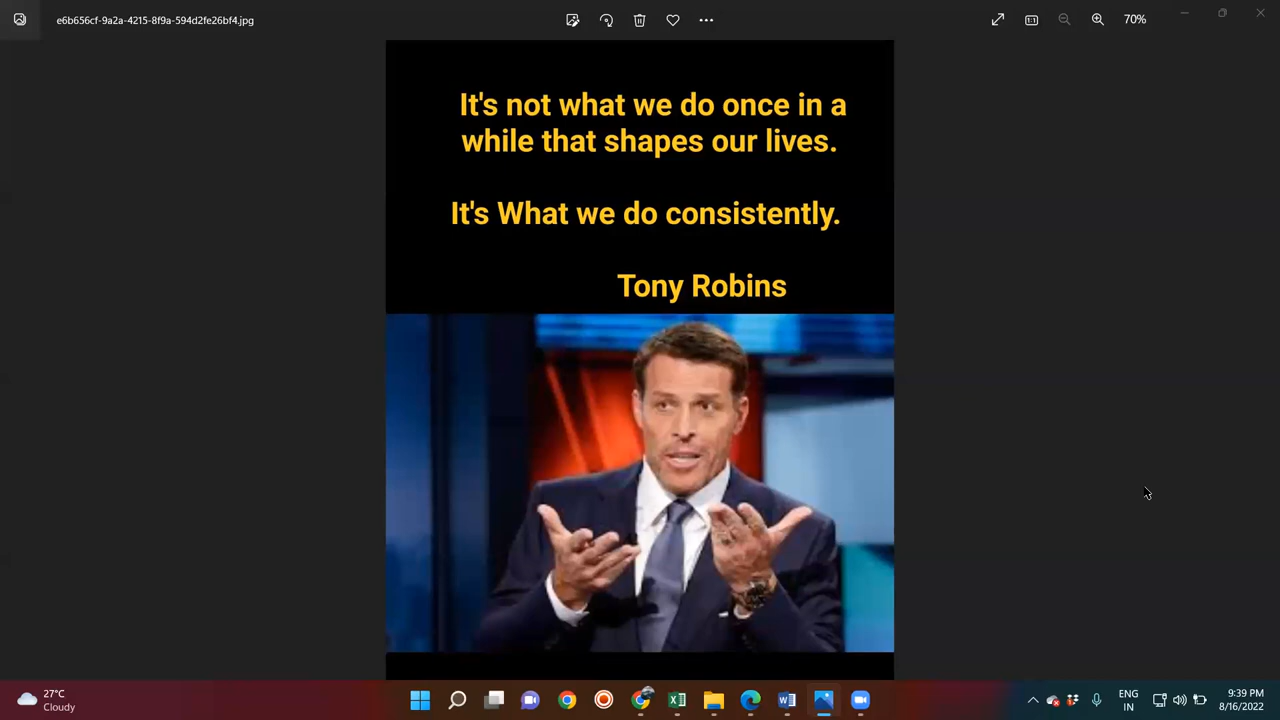 e6b656cf-9a2a-4215-8f9a-594d2fe26bf4.jpg
70%
It's not what we do once in a
while that shapes our lives.
It's What we do consistently.
Tony Robins
27°C
Cloudy
ENG
IN
9:39 PM
8/16/2022